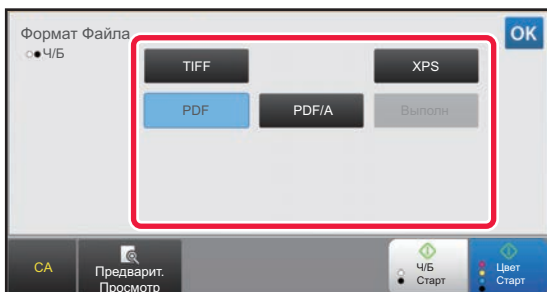 Формат Файла
OK
Ч/Б
TIFF
XPS
PDF
PDF/A
Выполн
CA
Предварит.
Просмотр
Ч/Б
Старт
Цвет
Старт